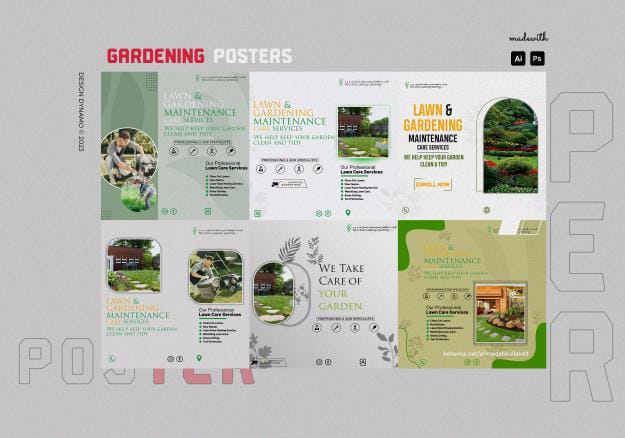 madewith
GARDENING POSTERS
Ai Ps
DESIGN DYNAMO © 2023
LAWN &
GARDENING
MAINTENANCE
CARE SERVICES
WE HELP KEEP YOUR GARDEN
CLEAN AND TIDY
PROFESSIONALS AND SPECIALISTS
Our Professional
Lawn Care Services
LAWN &
GARDENING
MAINTENANCE
CARE SERVICES
WE HELP KEEP YOUR GARDEN
CLEAN AND TIDY
PROFESSIONALS AND SPECIALISTS
Our Professional
Lawn Care Services
LAWN &
GARDENING
MAINTENANCE
CARE SERVICES
WE HELP KEEP YOUR GARDEN
CLEAN & TIDY
ENROLL NOW
LAWN &
GARDENING
MAINTENANCE
CARE SERVICES
WE HELP KEEP YOUR GARDEN
CLEAN AND TIDY
Our Professional
Lawn Care Services
WE TAKE
CARE OF
YOUR
GARDEN
PROFESSIONALS AND SPECIALISTS
LAWN &
GARDENING
MAINTENANCE
CARE SERVICES
WE HELP KEEP YOUR GARDEN
CLEAN AND TIDY
PROFESSIONALS AND SPECIALISTS
Our Professional
Lawn Care Services
behance.net/ahmadabdullah43
POSTER
PER